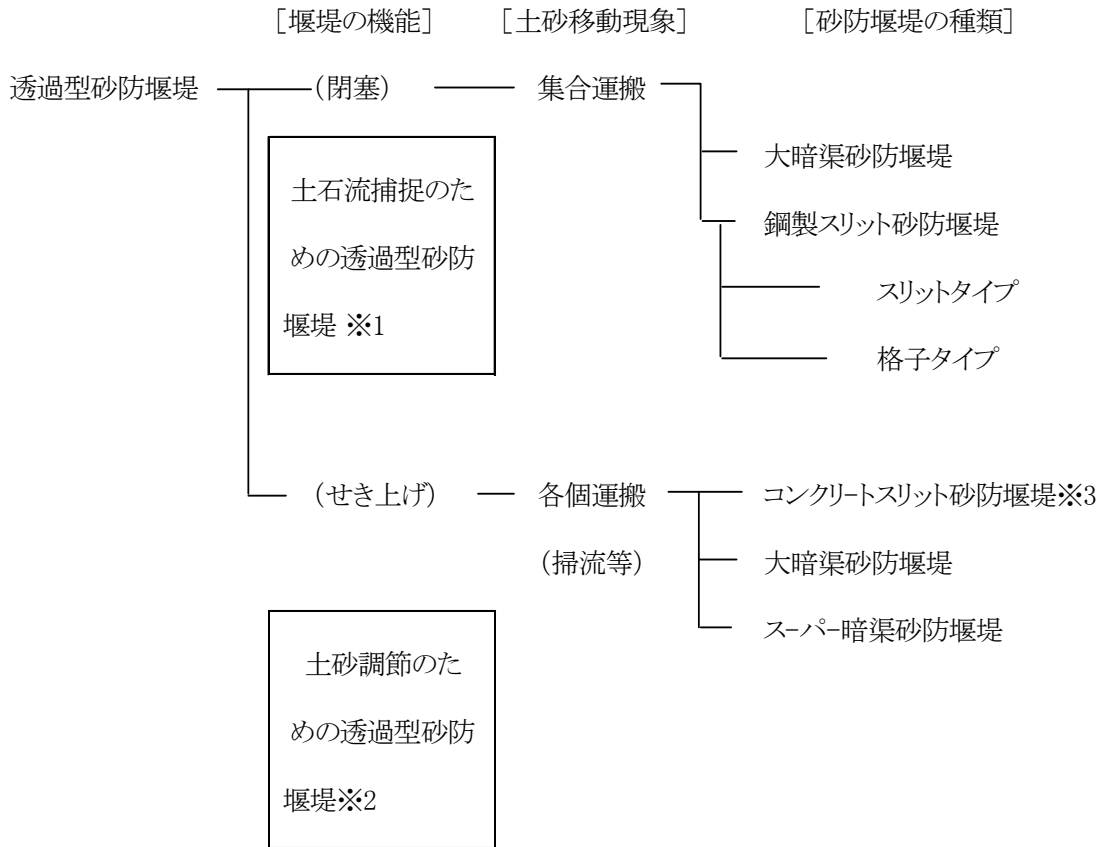 ［堰堤の機能］ ［土砂移動現象］ ［砂防堰堤の種類］
透過型砂防堰堤 （閉塞） 集合運搬
大暗渠砂防堰堤
土石流捕捉のた
鋼製スリット砂防堰堤
めの透過型砂防
スリットタイプ
堰堤 ※1
格子タイプ
（せき上げ） 各個運搬 コンクリートスリット砂防堰堤※3
（掃流等） 大暗渠砂防堰堤
スーパー暗渠砂防堰堤
土砂調節のた
めの透過型砂防
堰堤※2